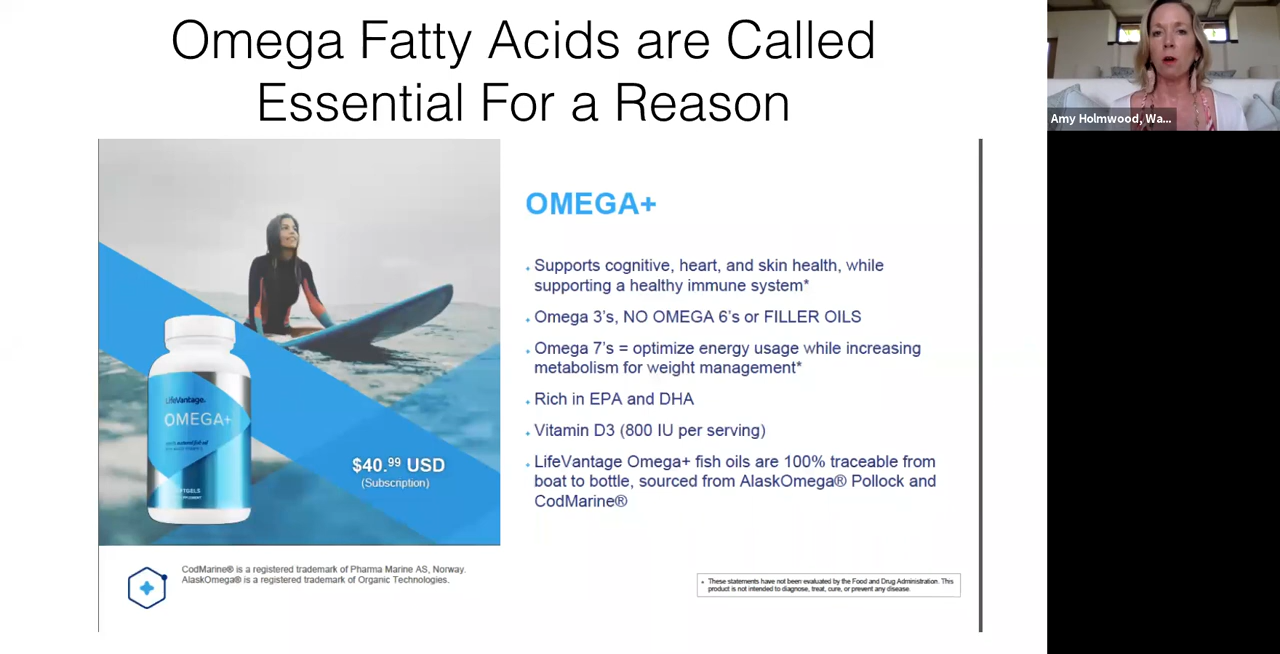 Omega Fatty Acids are Called
Essential For a Reason
Amy Holmwood, Wa...
OMEGA+
Supports cognitive, heart, and skin health, while
supporting a healthy immune system*
Omega 3's, NO OMEGA 6's or FILLER OILS
Omega 7's = optimize energy usage while increasing
metabolism for weight management*
Rich in EPA and DHA
Vitamin D3 (800 IU per serving)
LifeVantage Omega+ fish oils are 100% traceable from
boat to bottle, sourced from AlaskOmega® Pollock and
CodMarine®
LifeVantage.
OMEGA+
SOFTGELS
$40.99 USD
(Subscription)
CodMarine® is a registered trademark of Pharma Marine AS, Norway.
AlaskOmega® is a registered trademark of Organic Technologies.
These statements have not been evaluated by the Food and Drug Administration. This
product is not intended to diagnose, treat, cure, or prevent any disease.